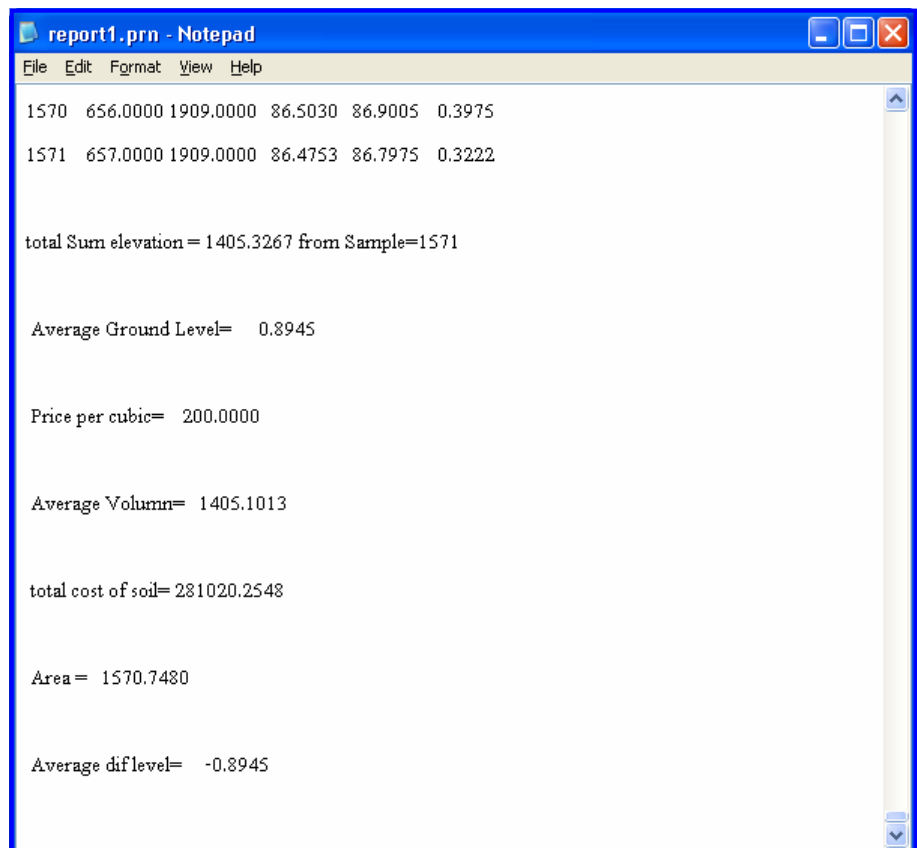 report1.prn - Notepad
File Edit Format View Help
1570 656.0000 1909.0000 86.5030 86.9005 0.3975
1571 657.0000 1909.0000 86.4753 86.7975 0.3222
total Sum elevation = 1405.3267 from Sample=1571
Average Ground Level= 0.8945
Price per cubic= 200.0000
Average Volumn= 1405.1013
total cost of soil= 281020.2548
Area = 1570.7480
Average dif level= -0.8945